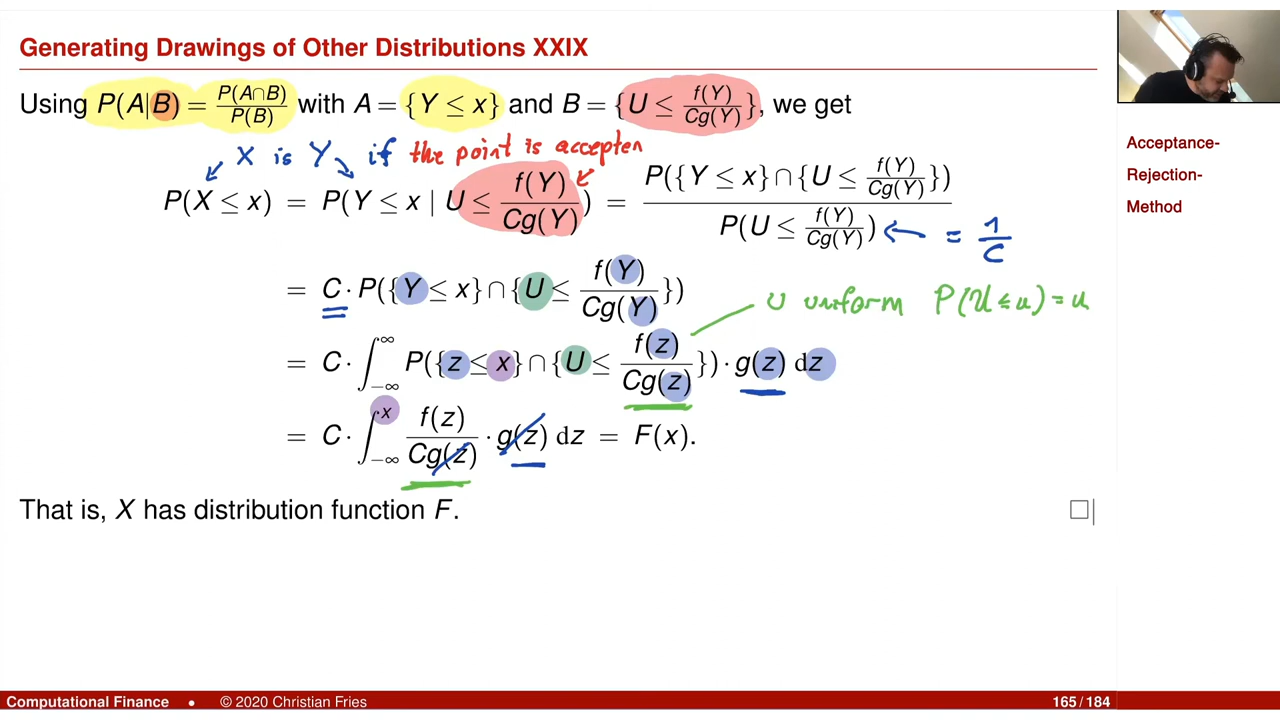 Generating Drawings of Other Distributions XXIX
Using P(A|B) = P(A∩B)/P(B) with A = {Y ≤ x} and B = {U ≤ f(Y)/Cg(Y)}, we get
X is Y if the point is accepten
P(X ≤ x) = P(Y ≤ x | U ≤ f(Y)/Cg(Y)) = P({Y ≤ x} ∩ {U ≤ f(Y)/Cg(Y)}) / P(U ≤ f(Y)/Cg(Y)) = 1/C
= C · P({Y ≤ x} ∩ {U ≤ f(Y)/Cg(Y)})
U uniform P(U ≤ u) = u
= C · ∫_{−∞}^{∞} P({z ≤ x} ∩ {U ≤ f(z)/Cg(z)}) · g(z) dz
= C · ∫_{−∞}^{x} f(z)/Cg(z) · g(z) dz = F(x).
That is, X has distribution function F. □
Acceptance-
Rejection-
Method
Computational Finance • © 2020 Christian Fries 165 / 184